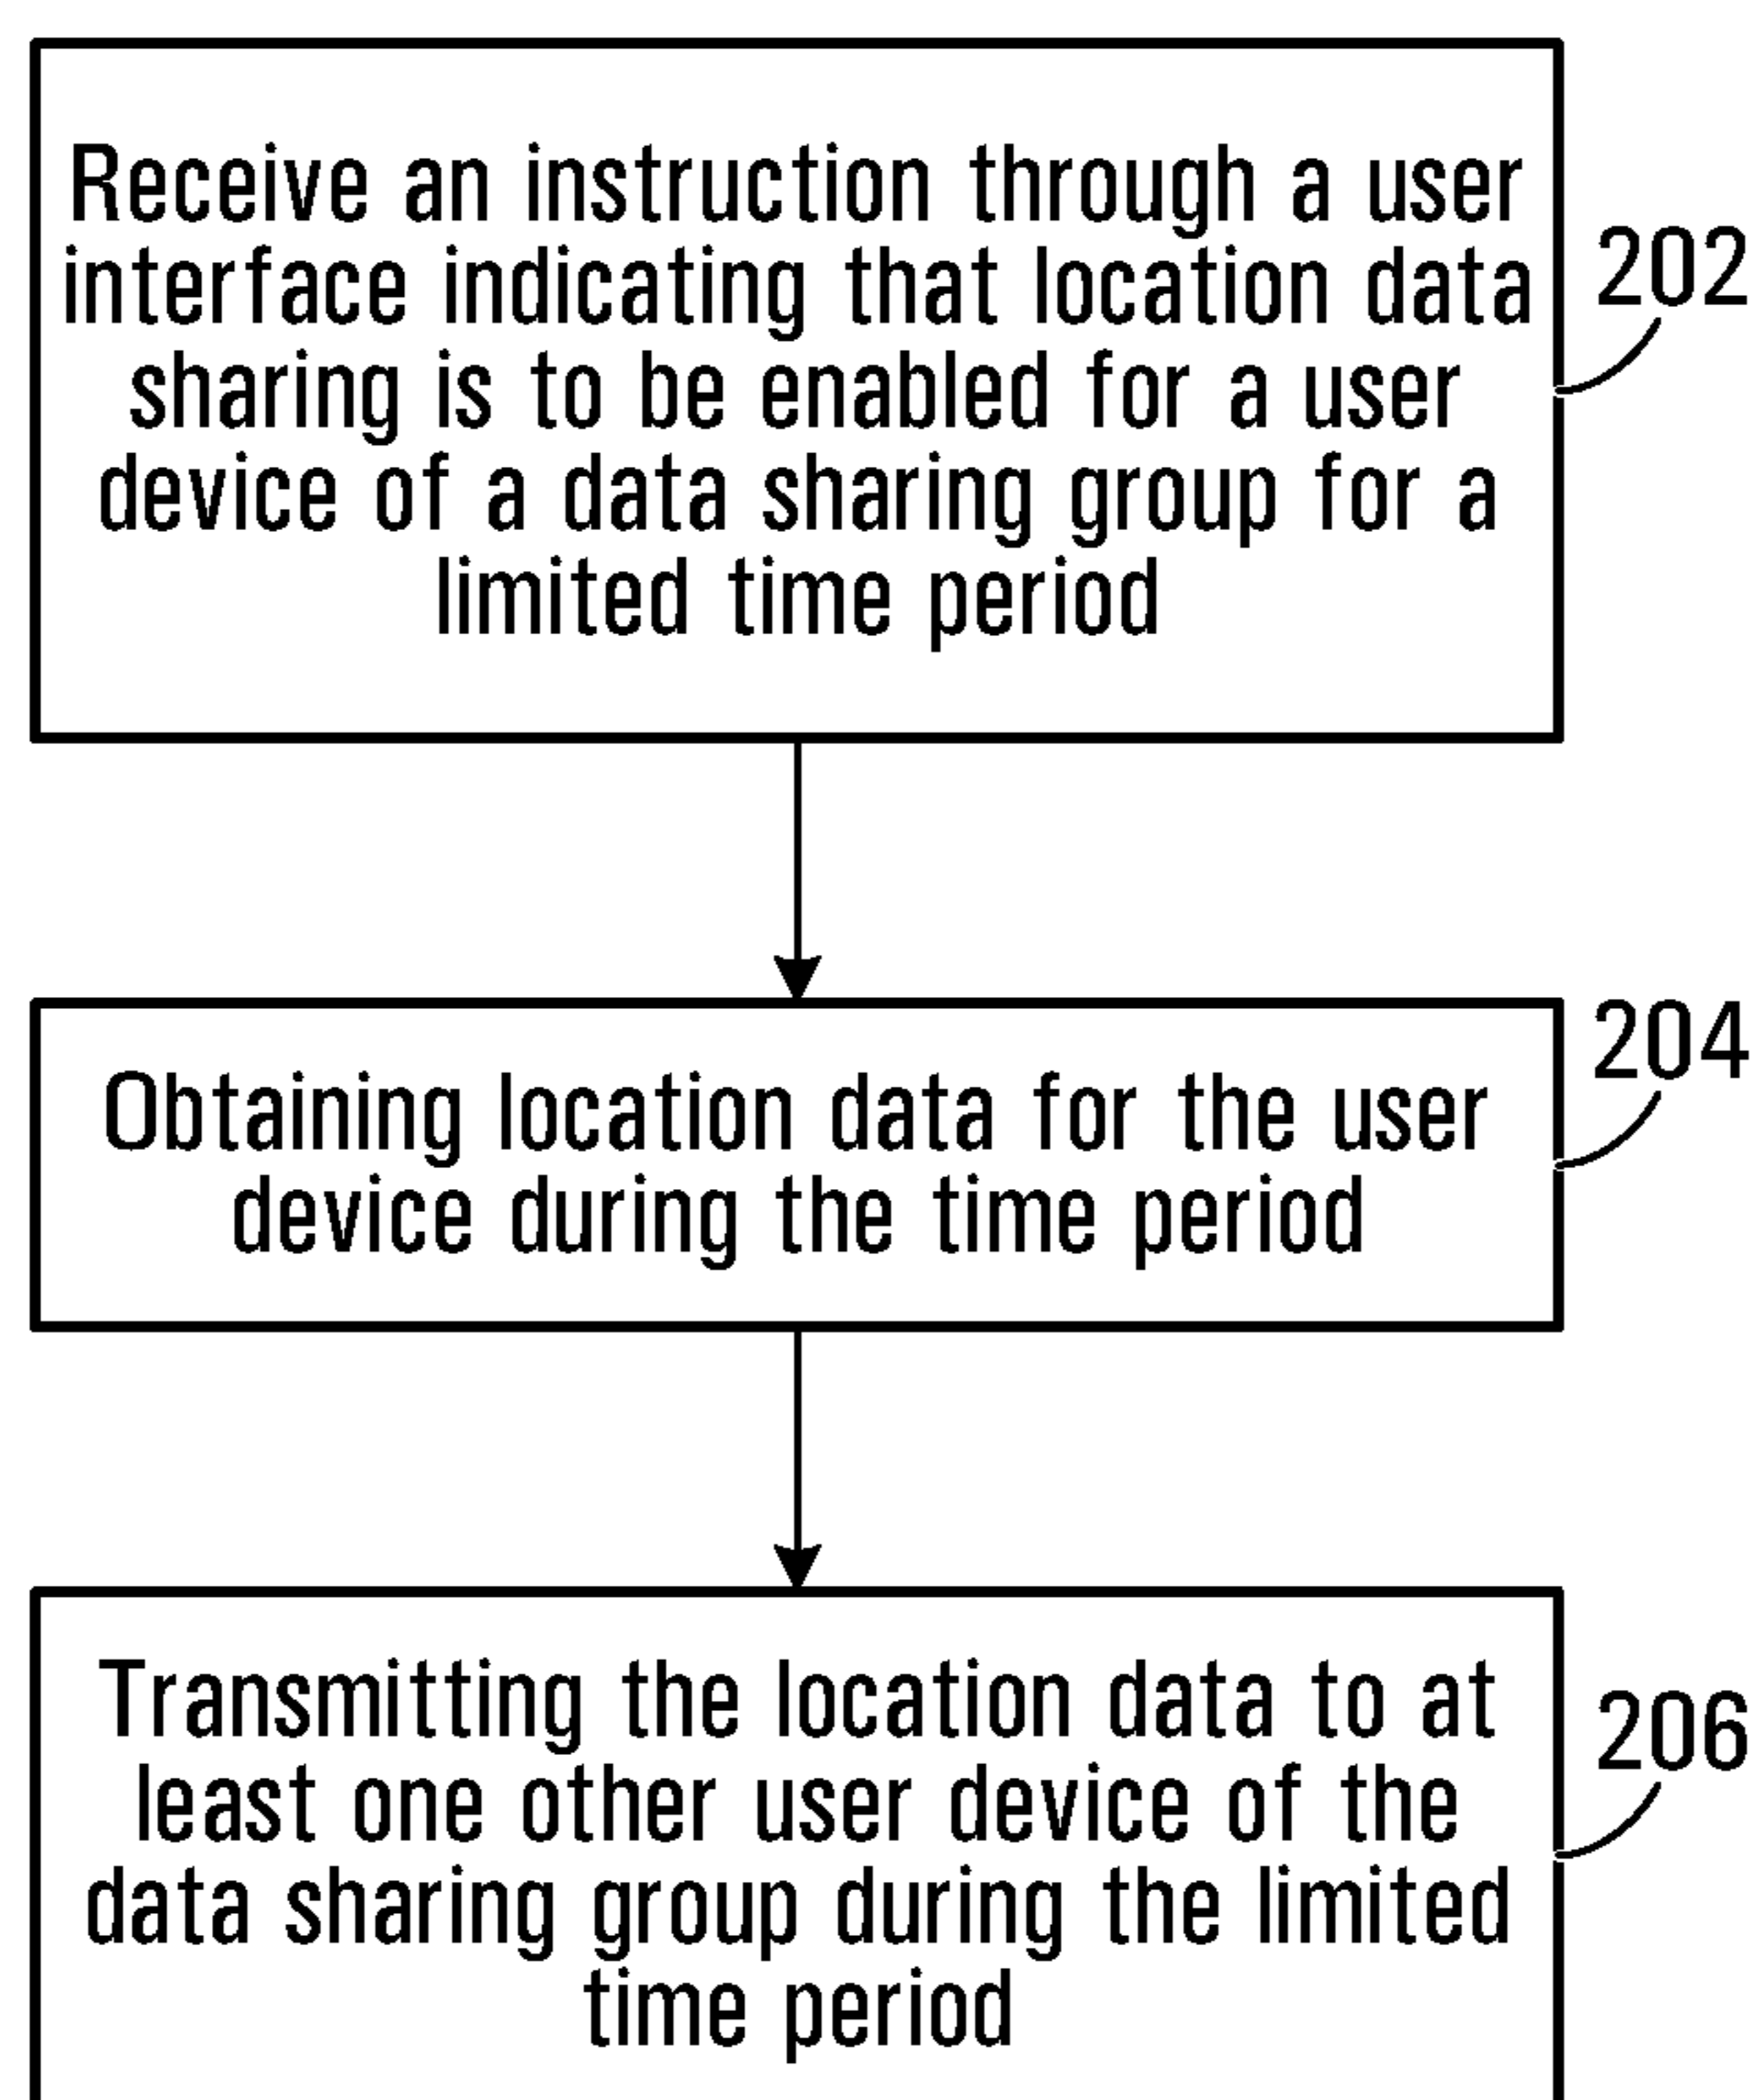 Receive an instruction through a user
interface indicating that location data
sharing is to be enabled for a user
device of a data sharing group for a
limited time period
202
Obtaining location data for the user
device during the time period
204
Transmitting the location data to at
least one other user device of the
data sharing group during the limited
time period
206